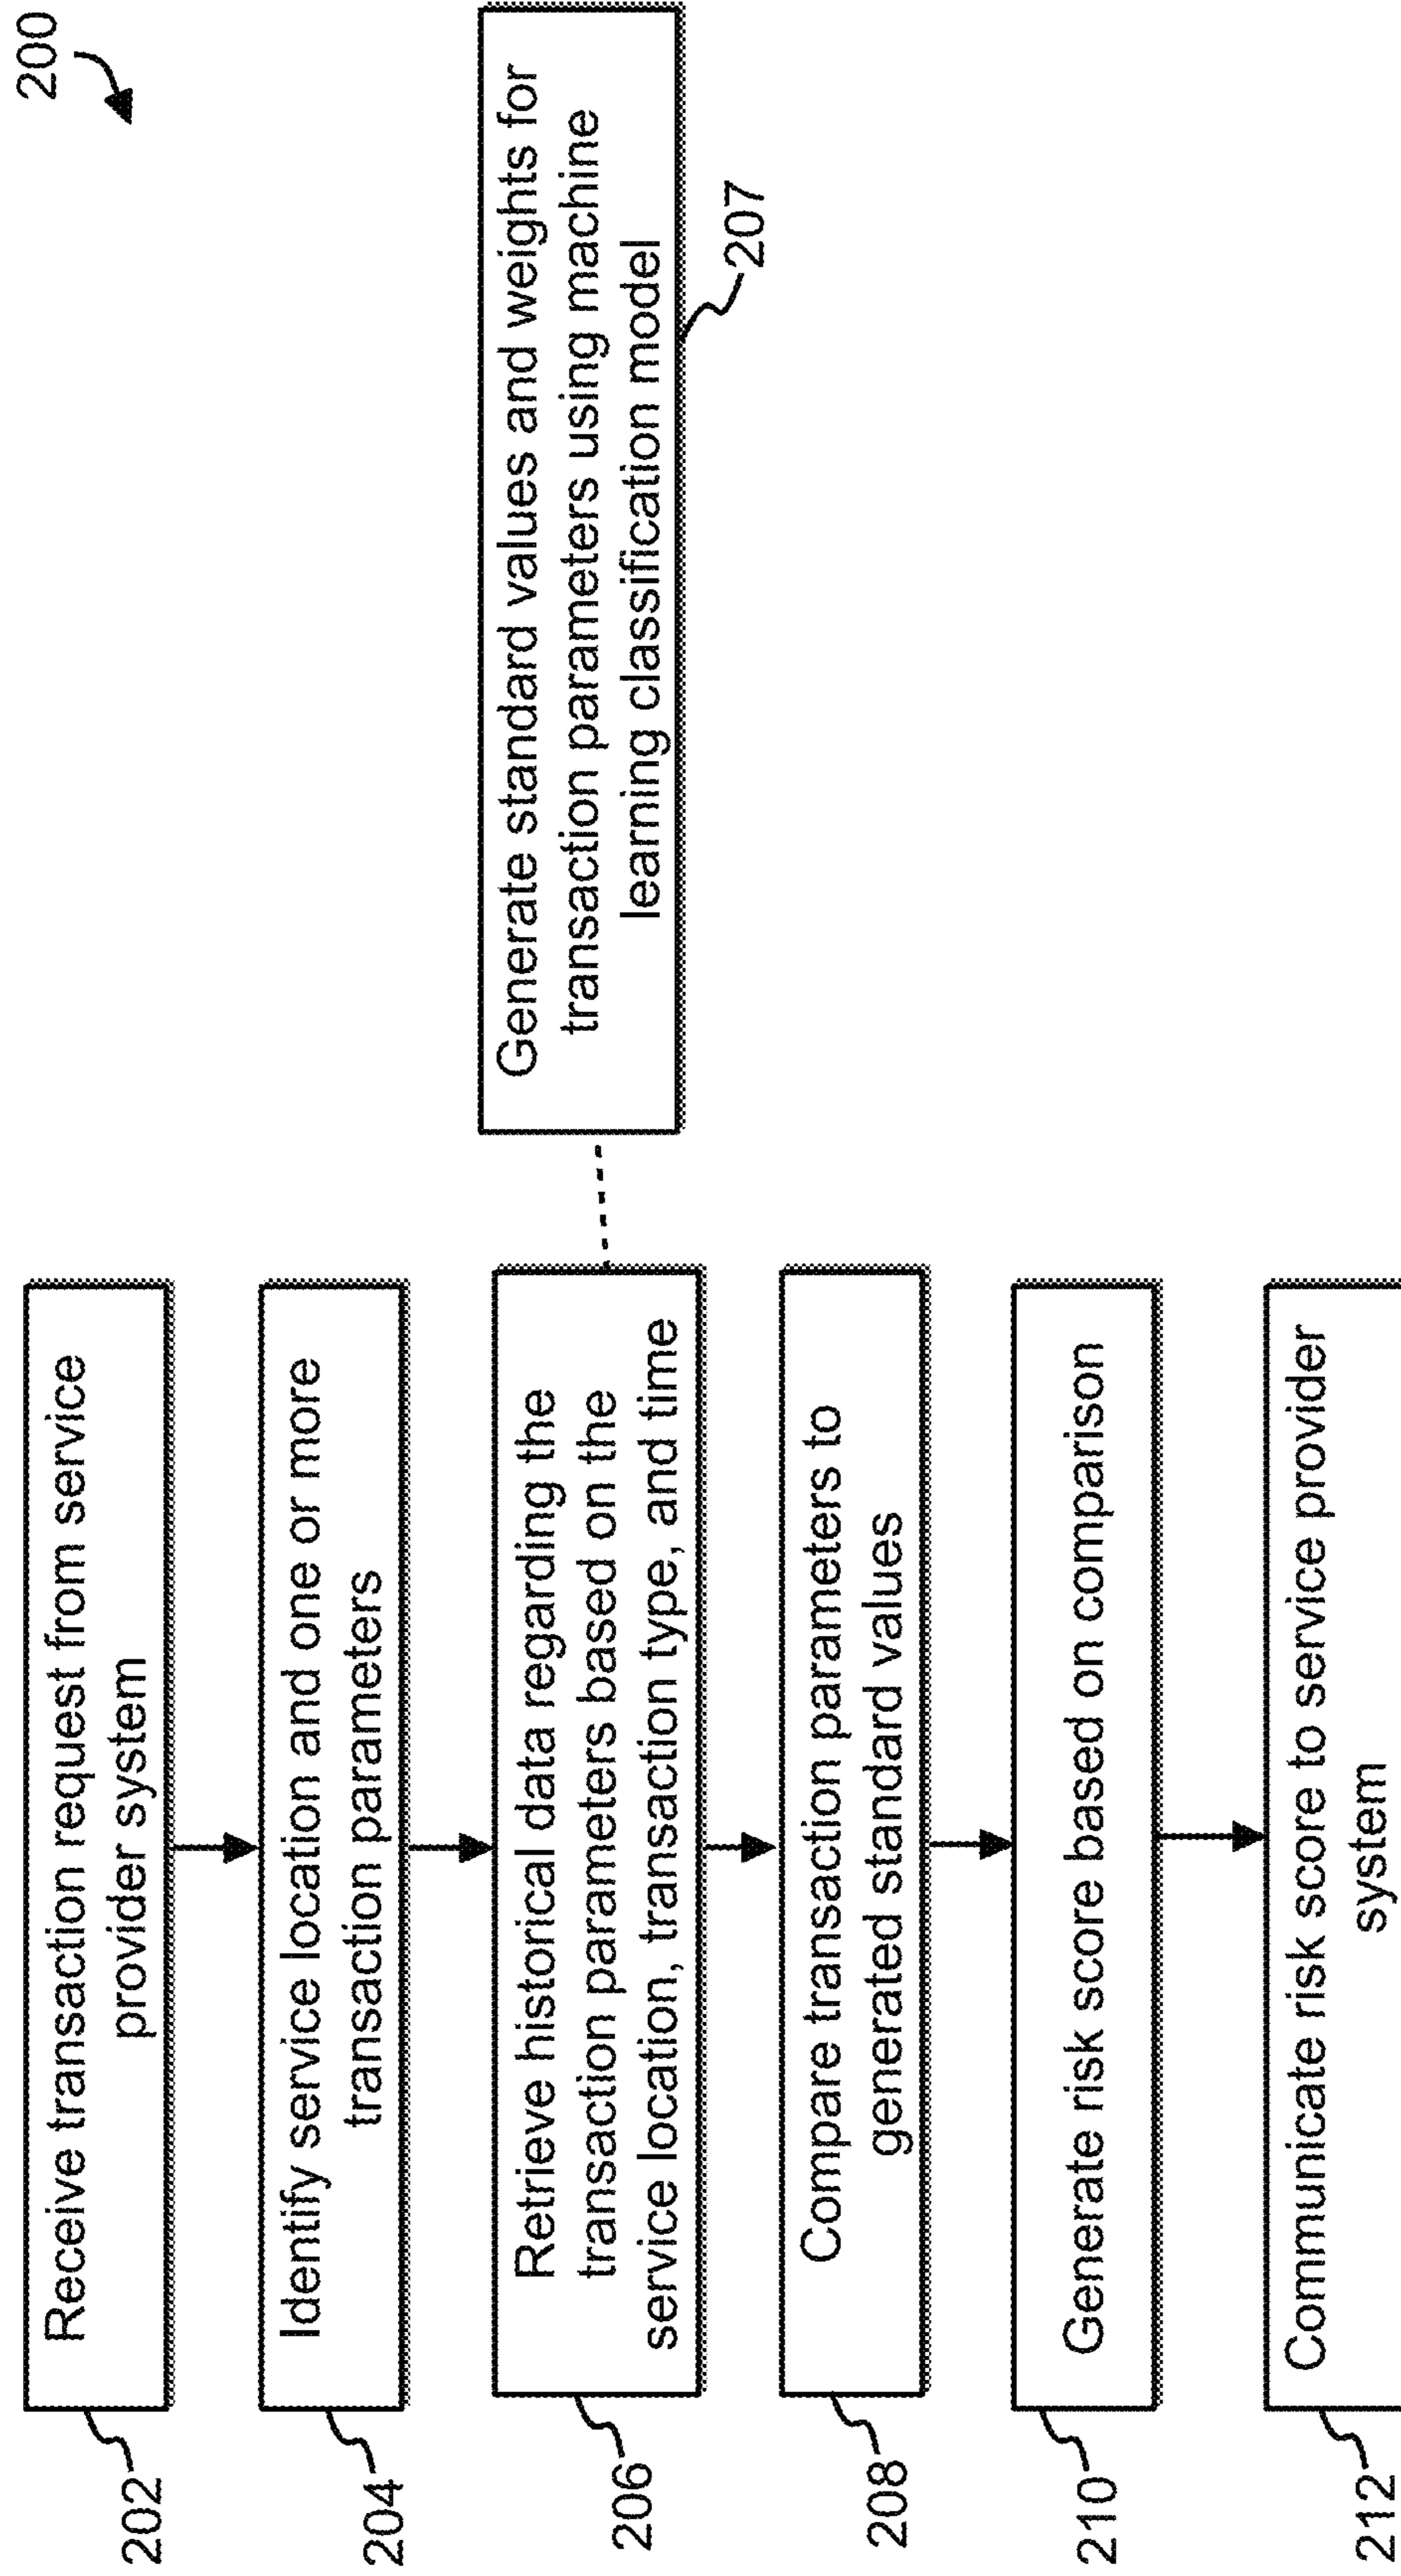 200
202
Receive transaction request from service
provider system
204
Identify service location and one or more
transaction parameters
206
Retrieve historical data regarding the
transaction parameters based on the
service location, transaction type, and time
Generate standard values and weights for
transaction parameters using machine
learning classification model
207
208
Compare transaction parameters to
generated standard values
210
Generate risk score based on comparison
212
Communicate risk score to service provider
system